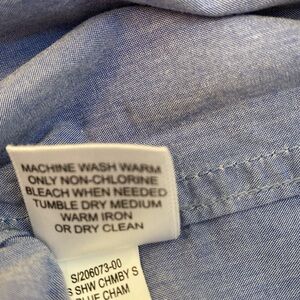 MACHINE WASH WARM
ONLY NON-CHLORINE
BLEACH WHEN NEEDED
TUMBLE DRY MEDIUM
WARM IRON
OR DRY CLEAN
S/206073-00
S SHW CHMBY S
BLUE CHAM